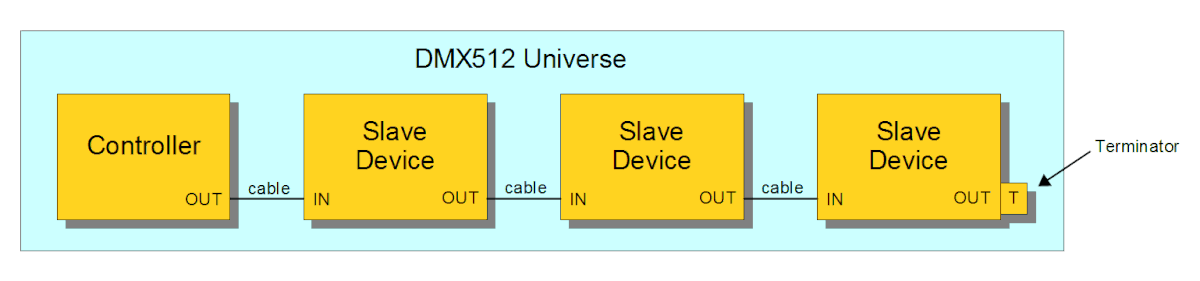 DMX512 Universe
Controller
OUT
cable
Slave
Device
IN
OUT
cable
Slave
Device
IN
OUT
cable
Slave
Device
IN
OUT
T
Terminator